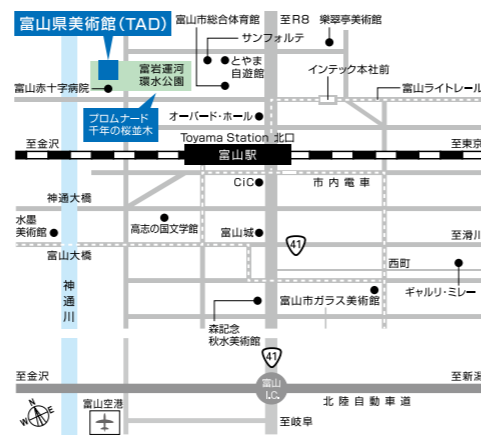 富山県美術館(TAD)
富山市総合体育館
至R8
樂翠亭美術館
サンフォルテ
とやま
自遊館
富岩運河
環水公園
インテック本社前
富山赤十字病院
富山ライトレール
プロムナード
千年の桜並木
オーバード・ホール
至金沢
Toyama Station 北口
至東京
富山駅
CiC
市内電車
神通大橋
水墨
美術館
高志の国文学館
富山城
41
至滑川
富山大橋
西町
神通川
富山市ガラス美術館
ギャルリ・ミレー
森記念
秋水美術館
41
至金沢
富山
I.C.
至新潟
北陸自動車道
富山空港
至岐阜
N
W
E
S